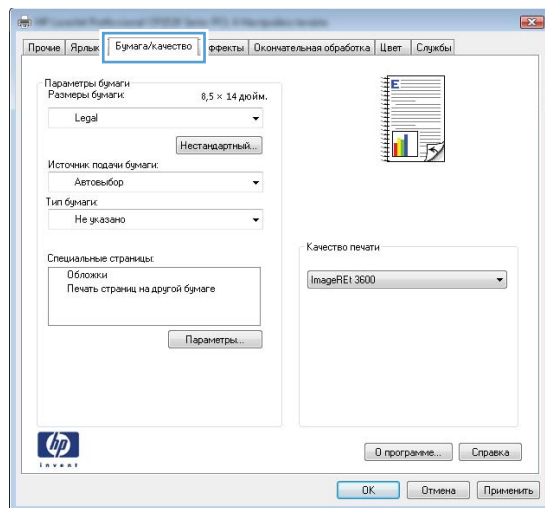 Прочие Ярлык Бумага/качество ффекты Окончательная обработка Цвет Службы
Параметры бумаги
Размеры бумаги: 8,5 × 14 дюйм.
Legal
Нестандартный...
Источник подачи бумаги:
Автовыбор
Тип бумаги:
Не указано
Специальные страницы:
Обложки
Печать страниц на другой бумаге
Параметры...
E
Качество печати
ImageREt 3600
hp
invent
О программе... Справка
OK Отмена Применить